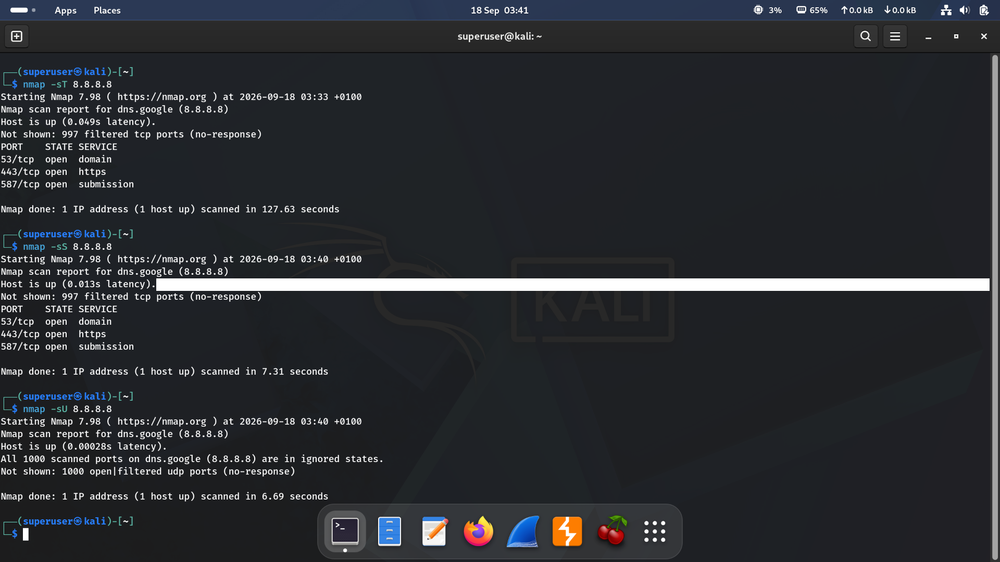 Apps Places 18 Sep 03:41 3% 65% ↑0.0 kB ↓0.0 kB
superuser@kali: ~
┌──(superuser㉿kali)-[~]
└─$ nmap -sT 8.8.8.8
Starting Nmap 7.98 ( https://nmap.org ) at 2026-09-18 03:33 +0100
Nmap scan report for dns.google (8.8.8.8)
Host is up (0.049s latency).
Not shown: 997 filtered tcp ports (no-response)
PORT    STATE SERVICE
53/tcp  open  domain
443/tcp open  https
587/tcp open  submission
Nmap done: 1 IP address (1 host up) scanned in 127.63 seconds
┌──(superuser㉿kali)-[~]
└─$ nmap -sS 8.8.8.8
Starting Nmap 7.98 ( https://nmap.org ) at 2026-09-18 03:40 +0100
Nmap scan report for dns.google (8.8.8.8)
Host is up (0.013s latency).
Not shown: 997 filtered tcp ports (no-response)
PORT    STATE SERVICE
53/tcp  open  domain
443/tcp open  https
587/tcp open  submission
KALI
Nmap done: 1 IP address (1 host up) scanned in 7.31 seconds
┌──(superuser㉿kali)-[~]
└─$ nmap -sU 8.8.8.8
Starting Nmap 7.98 ( https://nmap.org ) at 2026-09-18 03:40 +0100
Nmap scan report for dns.google (8.8.8.8)
Host is up (0.00028s latency).
All 1000 scanned ports on dns.google (8.8.8.8) are in ignored states.
Not shown: 1000 open|filtered udp ports (no-response)
Nmap done: 1 IP address (1 host up) scanned in 6.69 seconds
┌──(superuser㉿kali)-[~]
└─$
>_